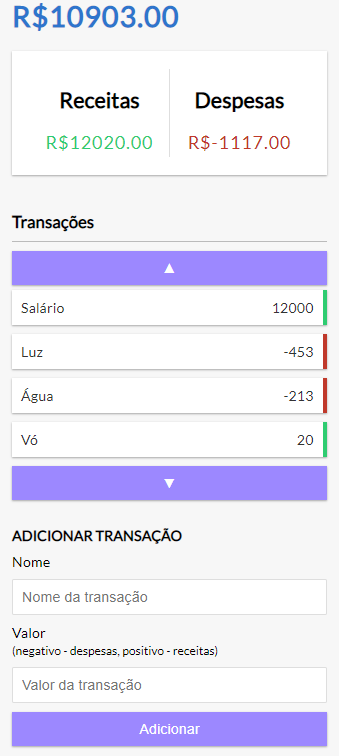 R$10903.00
Receitas Despesas
R$12020.00 R$-1117.00
Transações
▲
Salário 12000
Luz -453
Água -213
Vó 20
▼
ADICIONAR TRANSAÇÃO
Nome
Nome da transação
Valor
(negativo - despesas, positivo - receitas)
Valor da transação
Adicionar